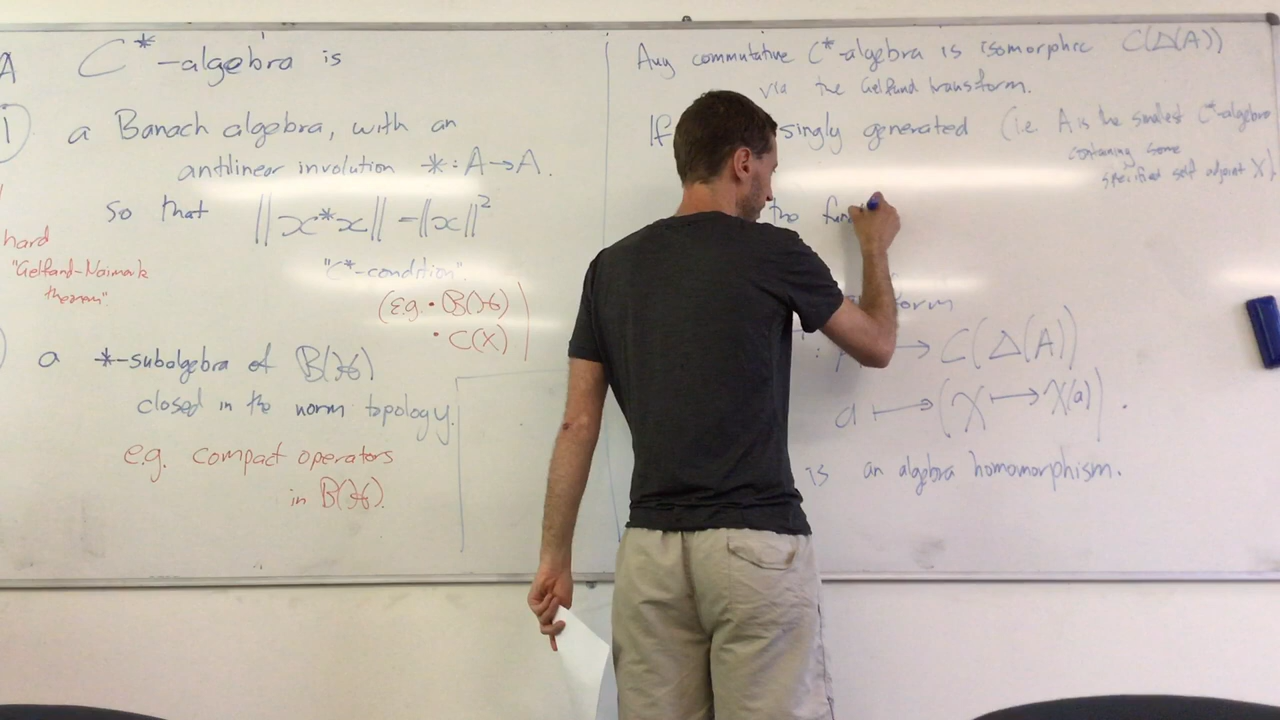 A C*-algebra is
i) a Banach algebra, with an
antilinear involution *: A→A.
so that ||x*x|| = ||x||²
hard
"Gelfand-Naimark
theorem".
"C*-condition".
(e.g. • B(H)
• C(X)
) a *-subalgebra of B(H)
closed in the norm topology.
e.g. compact operators
in B(H).
Any commutative C*-algebra is isomorphic C(Δ(A))
via the Gelfand transform.
If singly generated (i.e. A is the smallest C*-algebra
containing some
specified self adjoint X)
the fun
form
: A → C(Δ(A))
a ↦ (χ ↦ χ(a)).
is an algebra homomorphism.